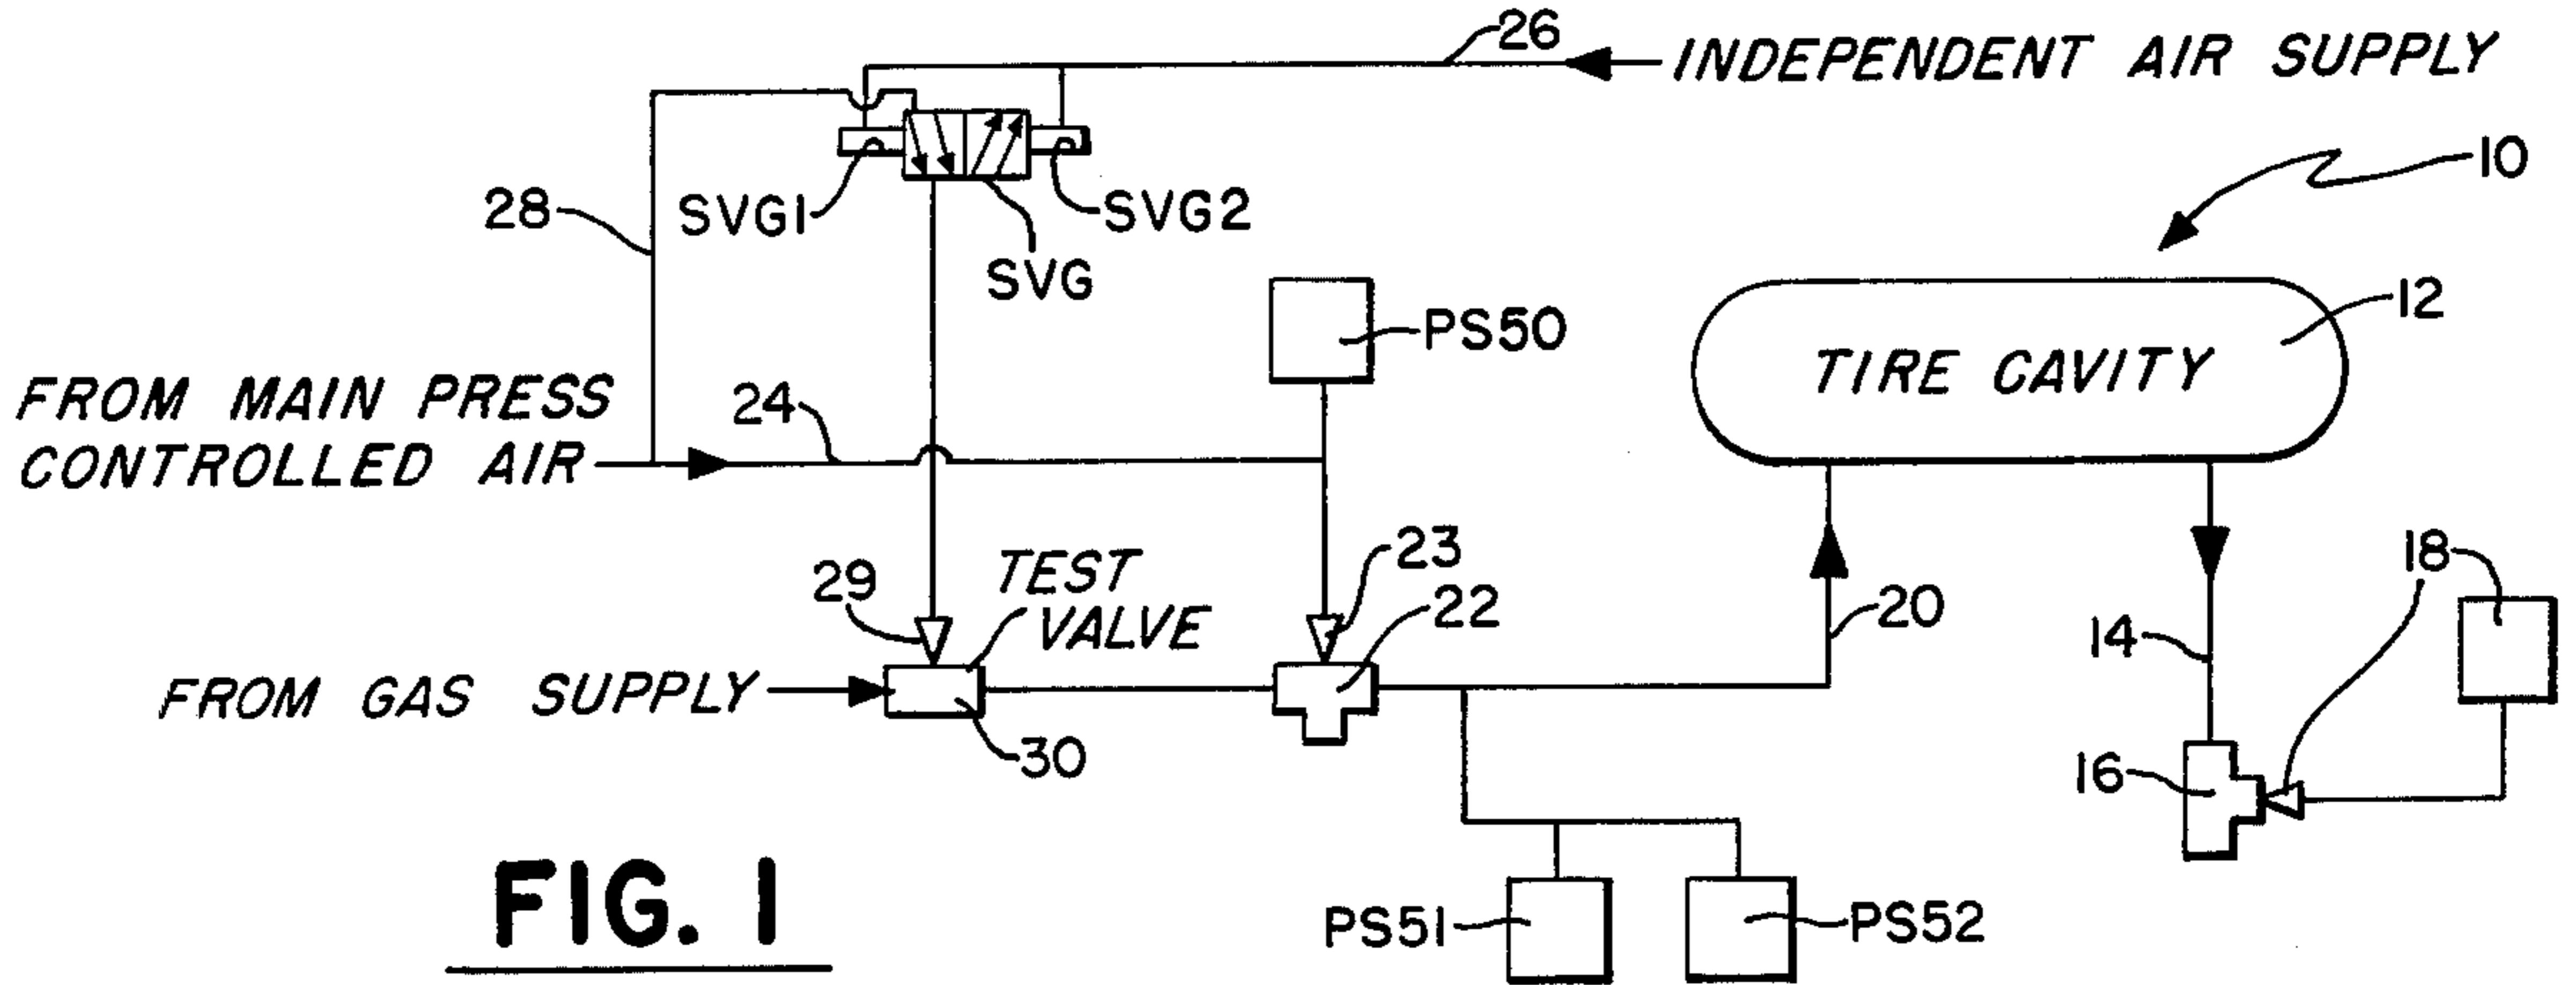 26
INDEPENDENT AIR SUPPLY
10
28
SVG1
SVG2
SVG
12
PS50
TIRE CAVITY
FROM MAIN PRESS
CONTROLLED AIR
24
23
18
29
TEST
VALVE
22
20
14
FROM GAS SUPPLY
30
16
PS51
PS52
FIG. 1